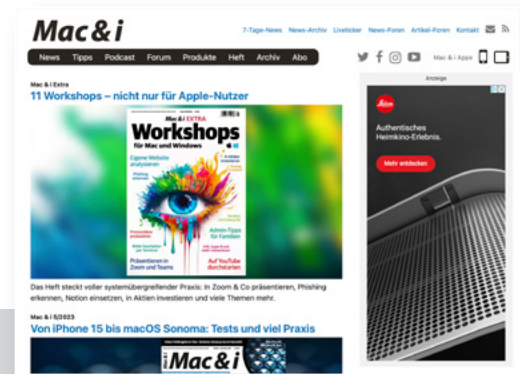 Mac & i
7-Tage-News News-Archiv Liveticker News-Foren Artikel-Foren Kontakt
News Tipps Podcast Forum Produkte Heft Archiv Abo
Mac & i Apps
Mac & i Extra
11 Workshops – nicht nur für Apple-Nutzer
Mac & i EXTRA
Workshops
für Mac und Windows
Eigene Website
analysieren
Phishing
erkennen
Admin-Tipps
für Familien
Präsentieren in
Zoom und Teams
Auf YouTube
durchstarten
Das Heft steckt voller systemübergreifender Praxis: In Zoom & Co präsentieren, Phishing
erkennen, Notion einsetzen, in Aktien investieren und viele Themen mehr.
Mac & i 5/2023
Von iPhone 15 bis macOS Sonoma: Tests und viel Praxis
Mac & i
Anzeige
Leica
Authentisches
Heimkino-Erlebnis.
Mehr entdecken